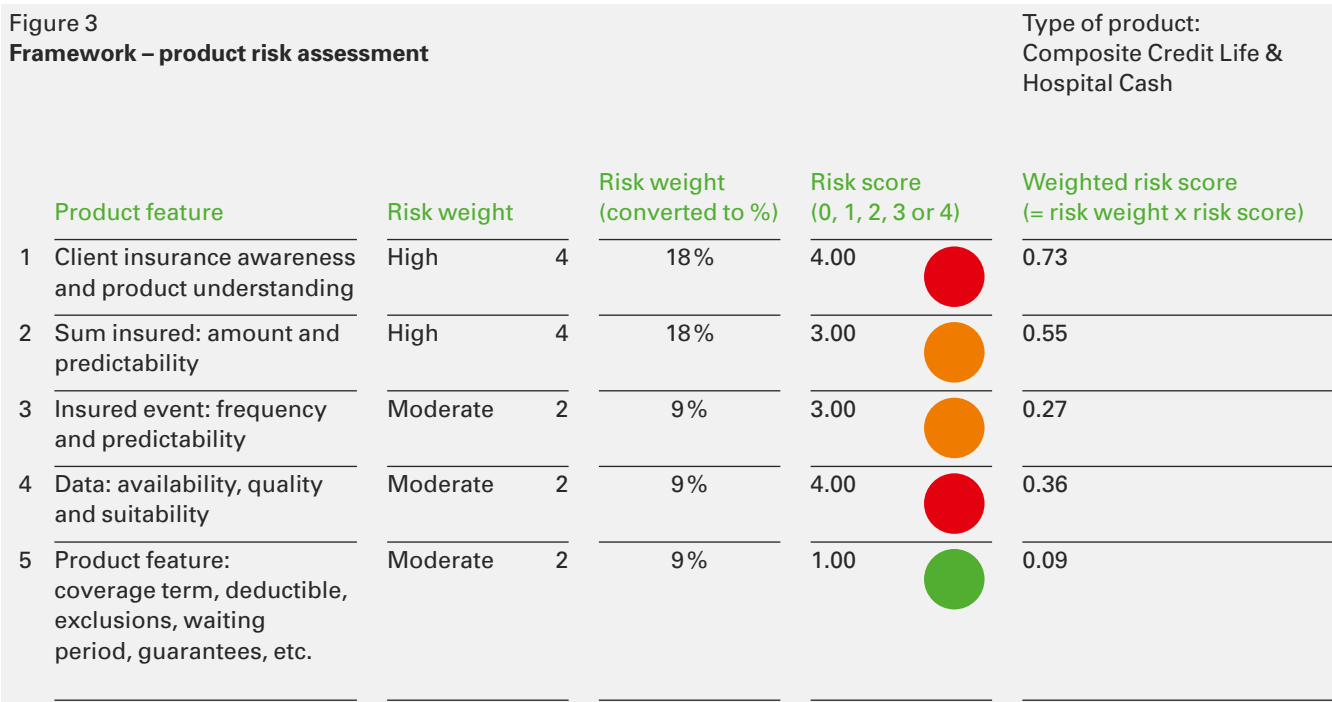 Figure 3
Framework – product risk assessment
Type of product:
Composite Credit Life &
Hospital Cash
Product feature
Risk weight
Risk weight
(converted to %)
Risk score
(0, 1, 2, 3 or 4)
Weighted risk score
(= risk weight x risk score)
1 Client insurance awareness and product understanding High 4 18% 4.00 0.73
2 Sum insured: amount and predictability High 4 18% 3.00 0.55
3 Insured event: frequency and predictability Moderate 2 9% 3.00 0.27
4 Data: availability, quality and suitability Moderate 2 9% 4.00 0.36
5 Product feature: Moderate 2 9% 1.00 0.09
coverage term, deductible,
exclusions, waiting
period, guarantees, etc.